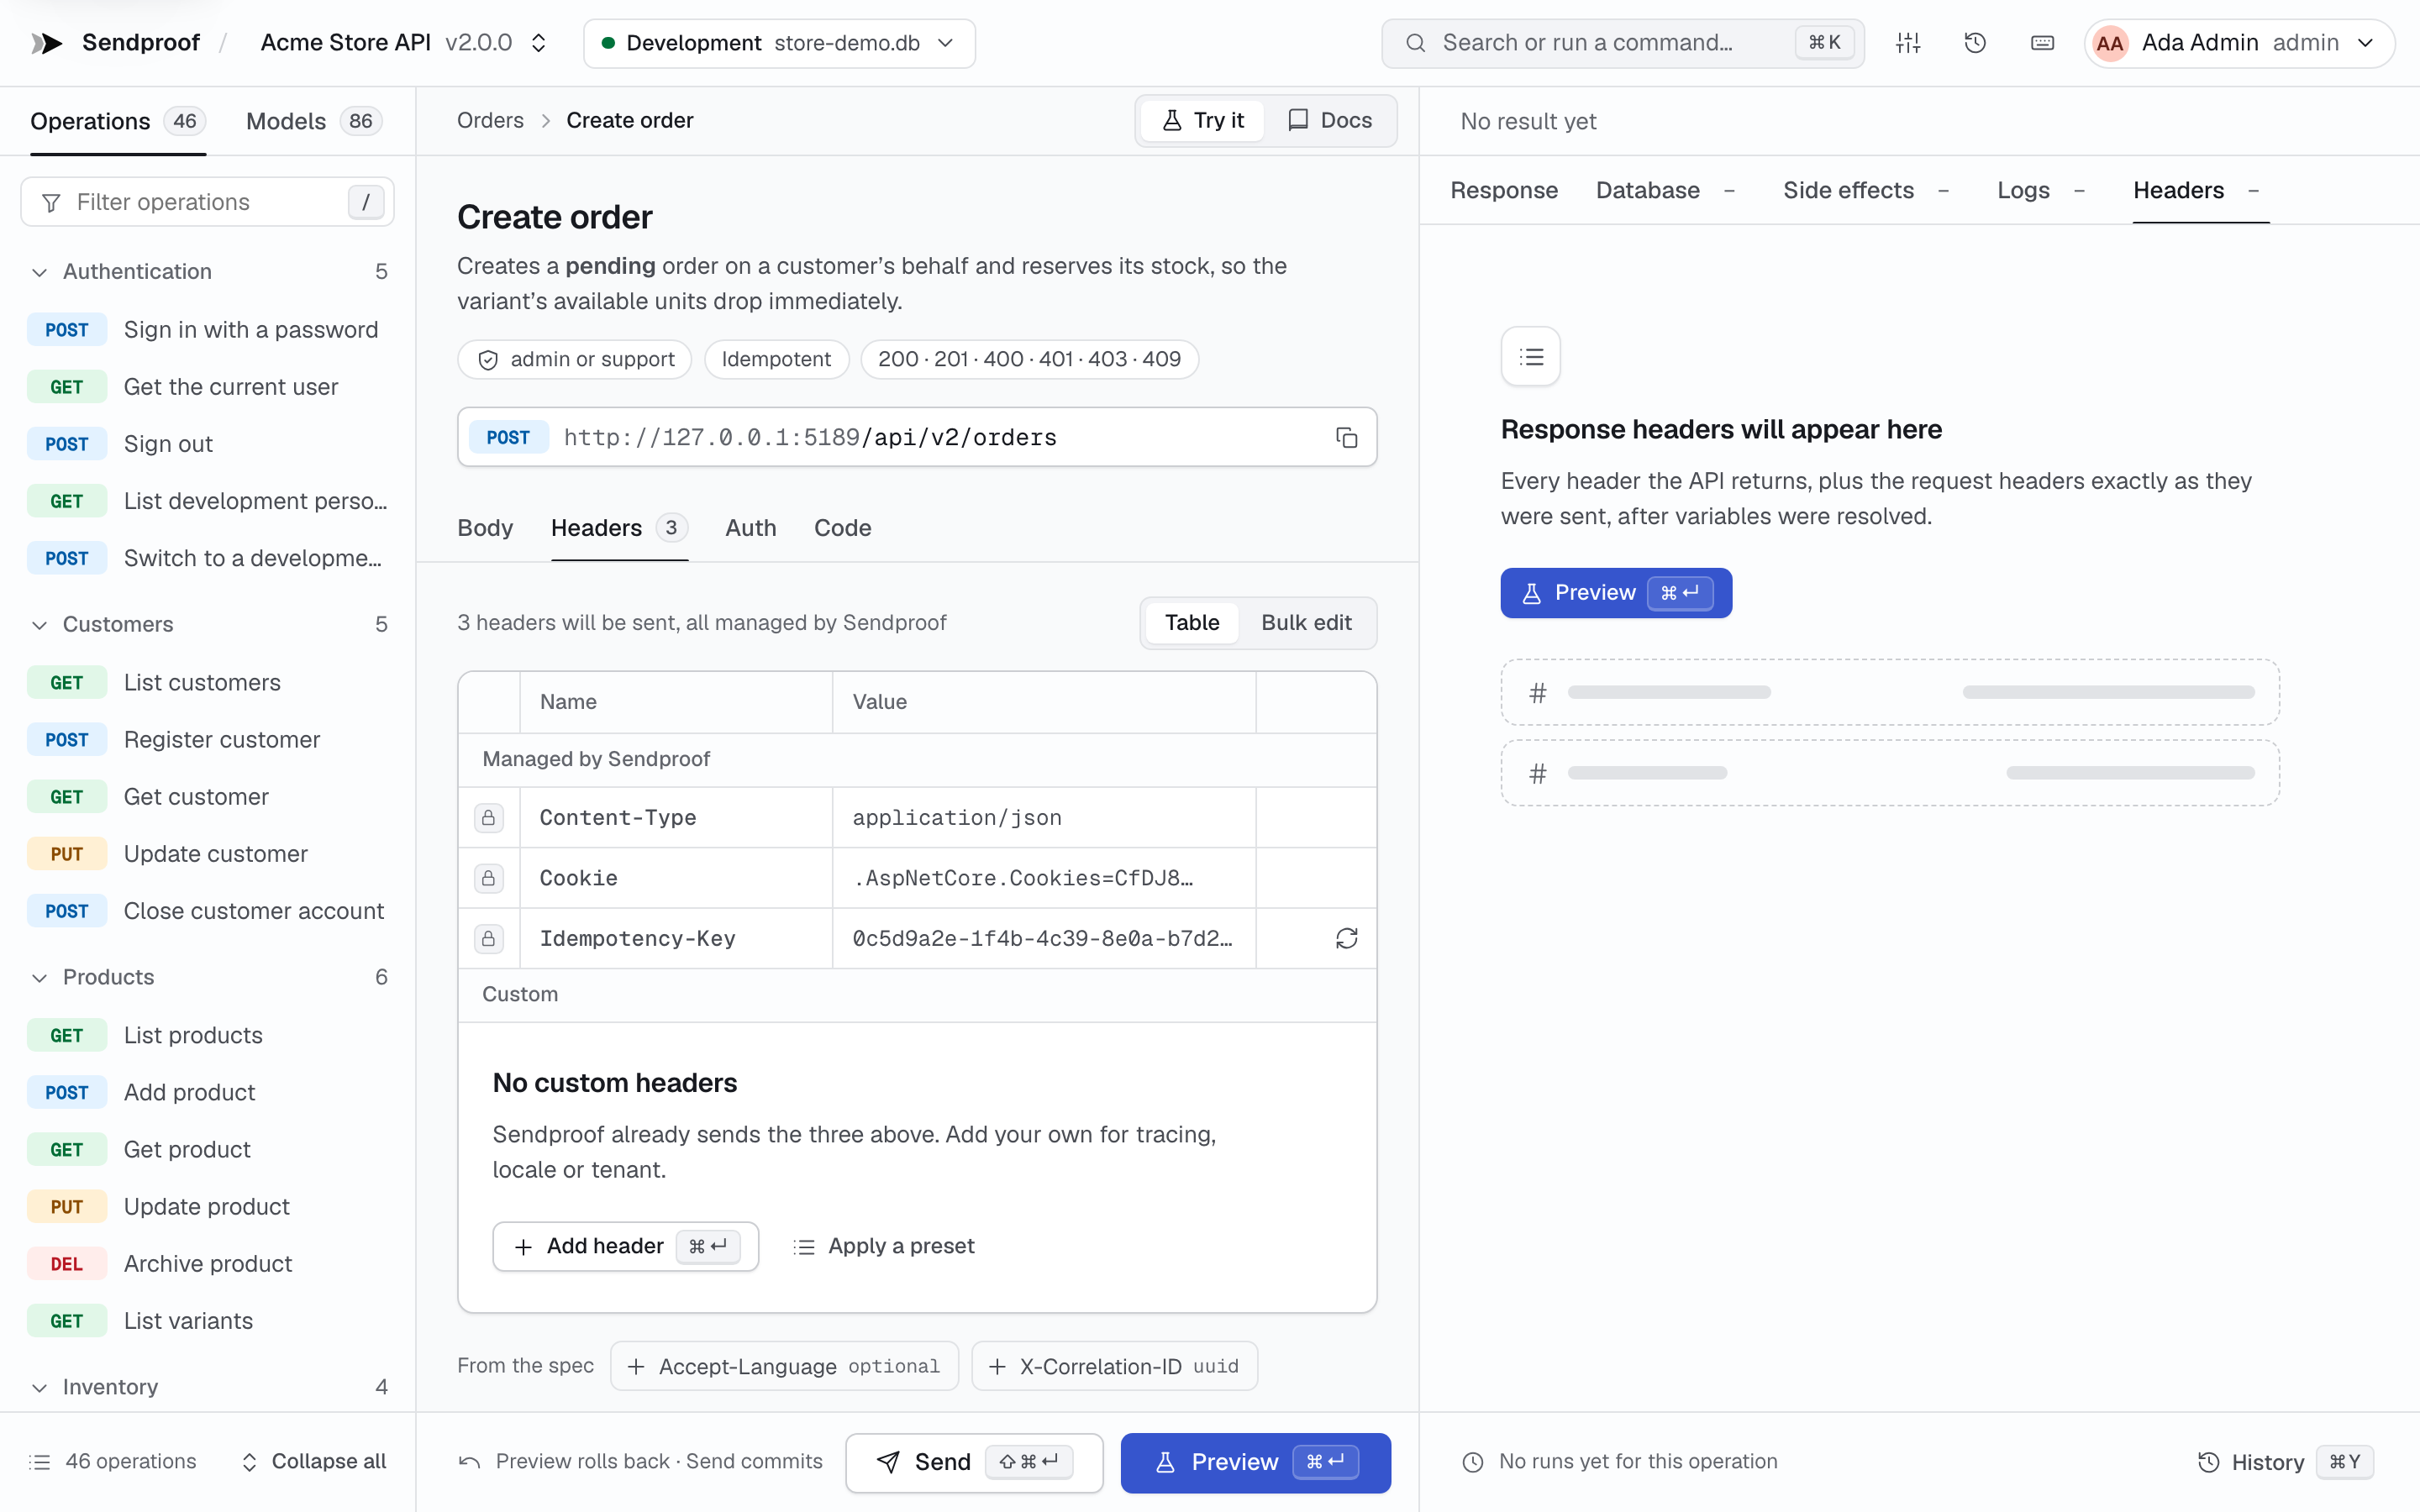 Sendproof / Acme Store API v2.0.0
Development store-demo.db
Search or run a command… ⌘K
AA Ada Admin admin
Operations 46 Models 86
Filter operations /
Authentication 5
POST Sign in with a password
GET Get the current user
POST Sign out
GET List development perso…
POST Switch to a developme…
Customers 5
GET List customers
POST Register customer
GET Get customer
PUT Update customer
POST Close customer account
Products 6
GET List products
POST Add product
GET Get product
PUT Update product
DEL Archive product
GET List variants
Inventory 4
46 operations Collapse all
Orders > Create order
Try it Docs
Create order
Creates a pending order on a customer’s behalf and reserves its stock, so the
variant’s available units drop immediately.
admin or support Idempotent 200 · 201 · 400 · 401 · 403 · 409
POST http://127.0.0.1:5189/api/v2/orders
Body Headers 3 Auth Code
3 headers will be sent, all managed by Sendproof
Table Bulk edit
Name Value
Managed by Sendproof
Content-Type application/json
Cookie .AspNetCore.Cookies=CfDJ8…
Idempotency-Key 0c5d9a2e-1f4b-4c39-8e0a-b7d2…
Custom
No custom headers
Sendproof already sends the three above. Add your own for tracing,
locale or tenant.
+ Add header ⌘↵ Apply a preset
From the spec + Accept-Language optional + X-Correlation-ID uuid
Preview rolls back · Send commits Send ⇧⌘↵ Preview ⌘↵
No result yet
Response Database – Side effects – Logs – Headers –
Response headers will appear here
Every header the API returns, plus the request headers exactly as they
were sent, after variables were resolved.
Preview ⌘↵
#
#
No runs yet for this operation History ⌘Y